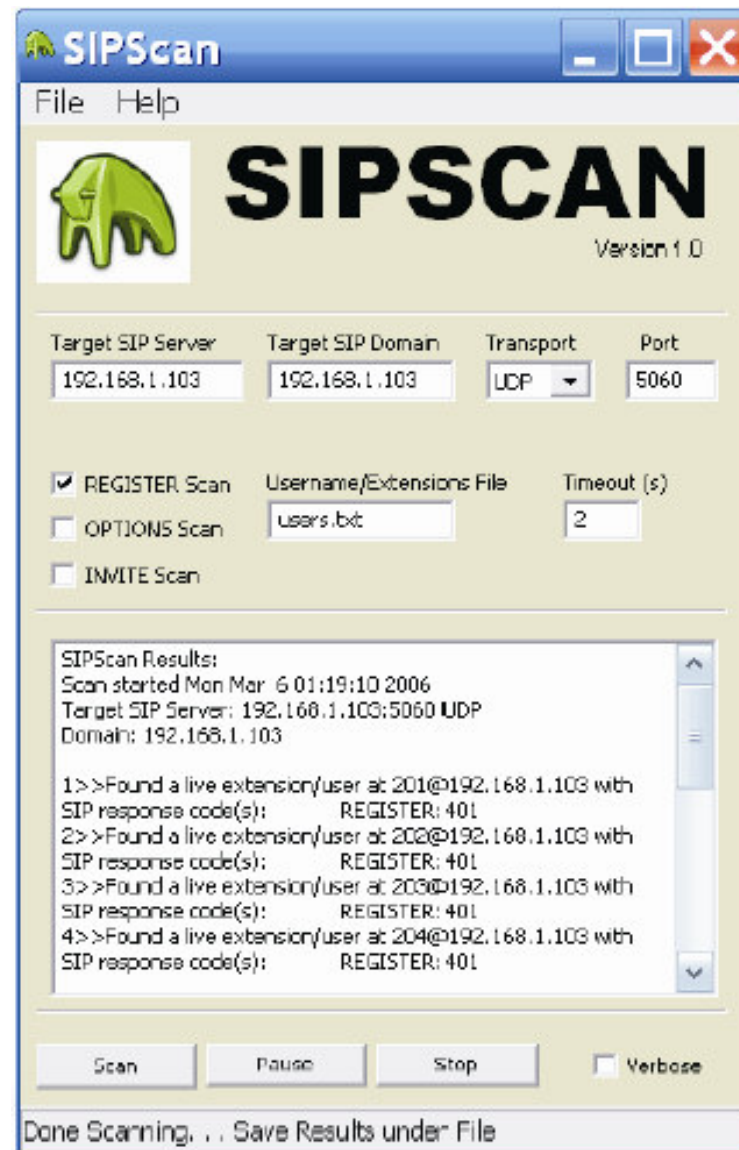 SIPScan
File Help
SIPSCAN
Version 1.0
Target SIP Server Target SIP Domain Transport Port
192.168.1.103 192.168.1.103 UDP 5060
REGISTER Scan Username/Extensions File Timeout (s)
OPTIONS Scan users.txt 2
INVITE Scan
SIPScan Results:
Scan started Mon Mar 6 01:19:10 2006
Target SIP Server: 192.168.1.103:5060 UDP
Domain: 192.168.1.103
1>>Found a live extension/user at 201@192.168.1.103 with
SIP response code(s): REGISTER: 401
2>>Found a live extension/user at 202@192.168.1.103 with
SIP response code(s): REGISTER: 401
3>>Found a live extension/user at 203@192.168.1.103 with
SIP response code(s): REGISTER: 401
4>>Found a live extension/user at 204@192.168.1.103 with
SIP response code(s): REGISTER: 401
Scan Pause Stop Verbose
Done Scanning. . . Save Results under File